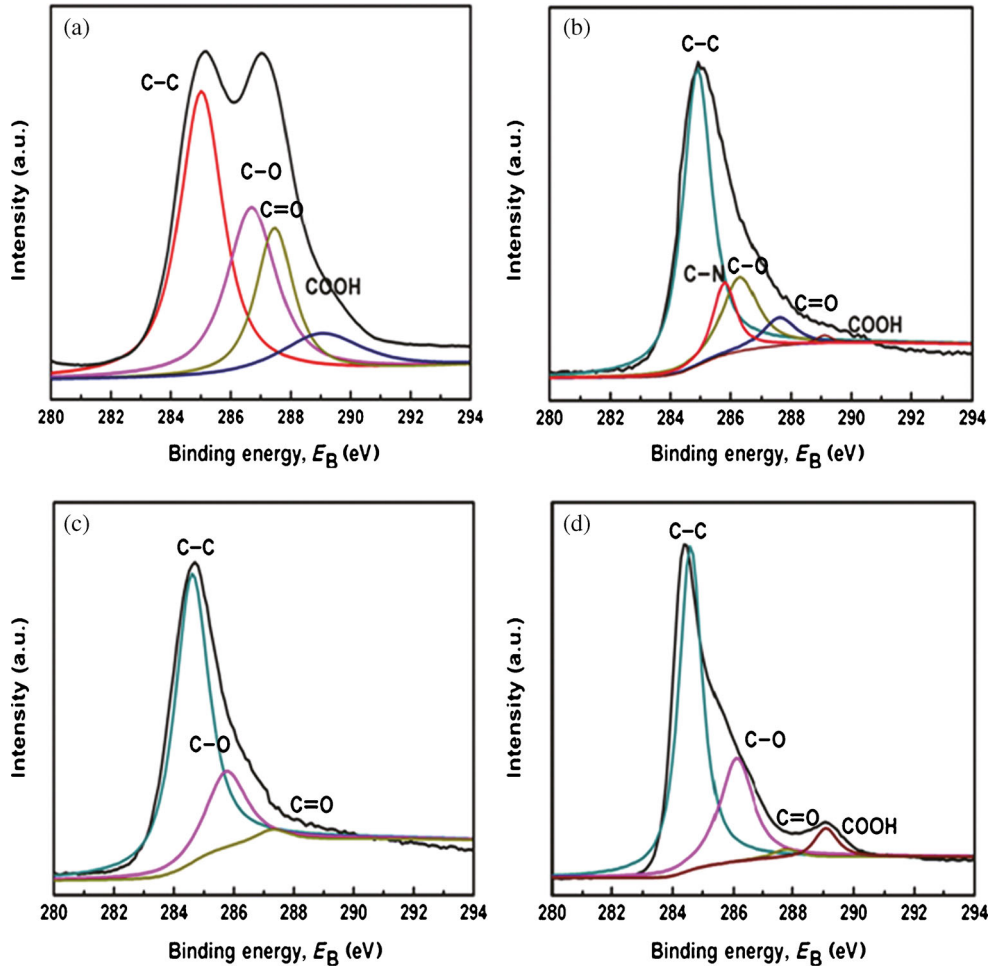 (a)
C–C
C–O
C=O
COOH
Intensity (a.u.)
280 282 284 286 288 290 292 294
Binding energy, EB (eV)
(b)
C–C
C–N
C–O
C=O
COOH
Intensity (a.u.)
280 282 284 286 288 290 292 294
Binding energy, EB (eV)
(c)
C–C
C–O
C=O
Intensity (a.u.)
280 282 284 286 288 290 292 294
Binding energy, EB (eV)
(d)
C–C
C–O
C=O
COOH
Intensity (a.u.)
280 282 284 286 288 290 292 294
Binding energy, EB (eV)